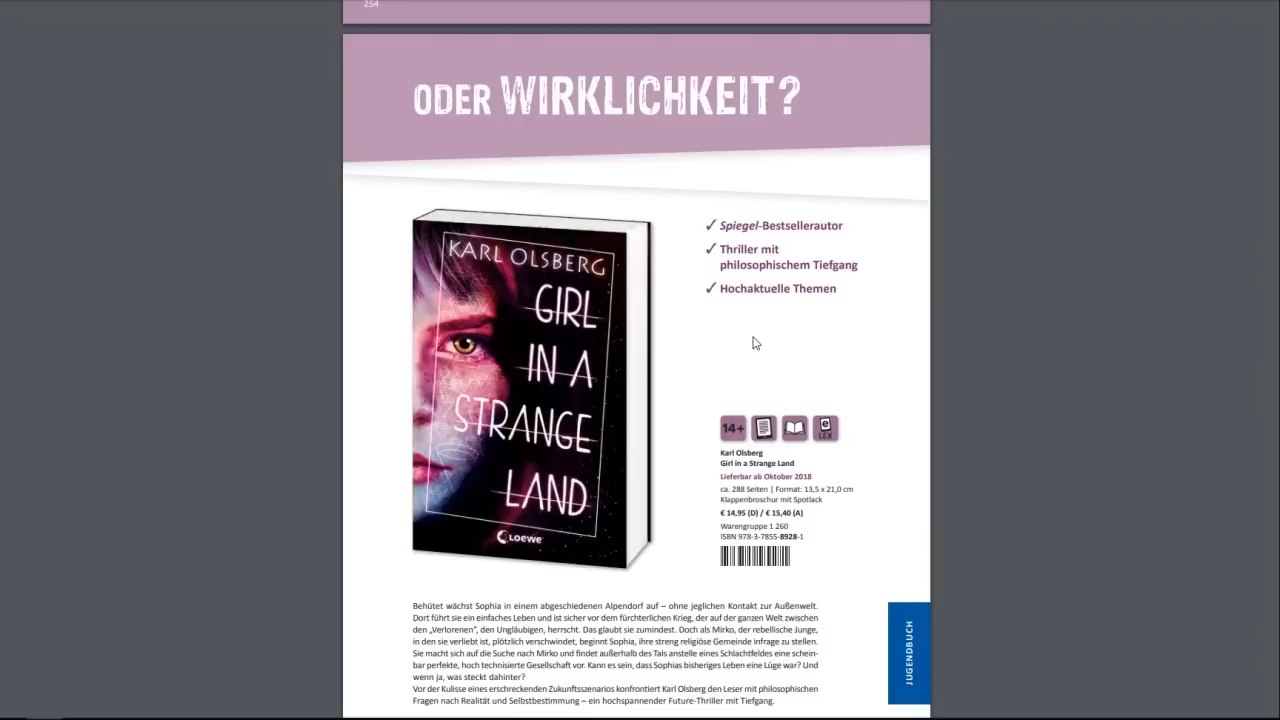 254
ODER WIRKLICHKEIT?
KARL OLSBERG
GIRL
IN A
STRANGE
LAND
Loewe
✓ Spiegel-Bestsellerautor
✓ Thriller mit
philosophischem Tiefgang
✓ Hochaktuelle Themen
14+
e
LEX
Karl Olsberg
Girl in a Strange Land
Lieferbar ab Oktober 2018
ca. 288 Seiten | Format: 13,5 x 21,0 cm
Klappenbroschur mit Spotlack
€ 14,95 (D) / € 15,40 (A)
Warengruppe 1 260
ISBN 978-3-7855-8928-1
Behütet wächst Sophia in einem abgeschiedenen Alpendorf auf – ohne jeglichen Kontakt zur Außenwelt.
Dort führt sie ein einfaches Leben und ist sicher vor dem fürchterlichen Krieg, der auf der ganzen Welt zwischen
den „Verlorenen“, den Ungläubigen, herrscht. Das glaubt sie zumindest. Doch als Mirko, der rebellische Junge,
in den sie verliebt ist, plötzlich verschwindet, beginnt Sophia, ihre streng religiöse Gemeinde infrage zu stellen.
Sie macht sich auf die Suche nach Mirko und findet außerhalb des Tals anstelle eines Schlachtfeldes eine schein-
bar perfekte, hoch technisierte Gesellschaft vor. Kann es sein, dass Sophias bisheriges Leben eine Lüge war? Und
wenn ja, was steckt dahinter?
Vor der Kulisse eines erschreckenden Zukunftsszenarios konfrontiert Karl Olsberg den Leser mit philosophischen
Fragen nach Realität und Selbstbestimmung – ein hochspannender Future-Thriller mit Tiefgang.
JUGENDBUCH